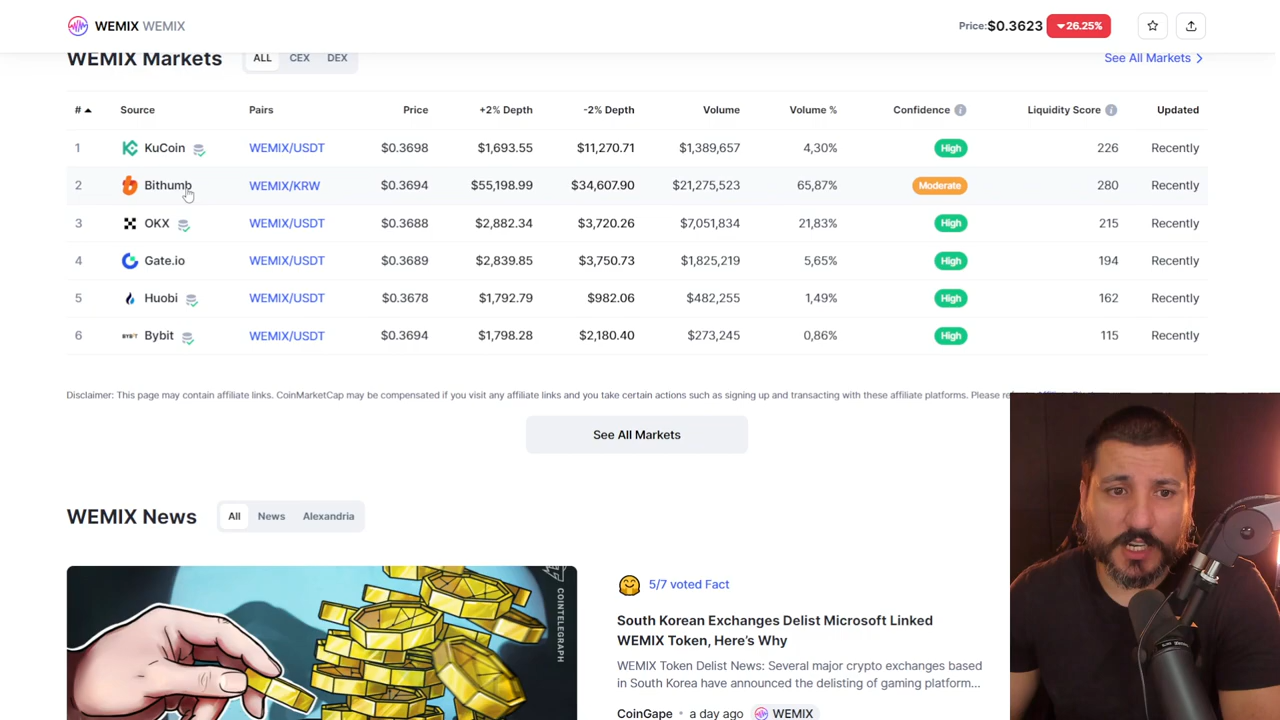 WEMIX WEMIX
Price:$0.3623 26.25%
WEMIX Markets ALL CEX DEX See All Markets
# Source Pairs Price +2% Depth -2% Depth Volume Volume % Confidence Liquidity Score Updated
1 KuCoin WEMIX/USDT $0.3698 $1,693.55 $11,270.71 $1,389,657 4,30% High 226 Recently
2 Bithumb WEMIX/KRW $0.3694 $55,198.99 $34,607.90 $21,275,523 65,87% Moderate 280 Recently
3 OKX WEMIX/USDT $0.3688 $2,882.34 $3,720.26 $7,051,834 21,83% High 215 Recently
4 Gate.io WEMIX/USDT $0.3689 $2,839.85 $3,750.73 $1,825,219 5,65% High 194 Recently
5 Huobi WEMIX/USDT $0.3678 $1,792.79 $982.06 $482,255 1,49% High 162 Recently
6 Bybit WEMIX/USDT $0.3694 $1,798.28 $2,180.40 $273,245 0,86% High 115 Recently
Disclaimer: This page may contain affiliate links. CoinMarketCap may be compensated if you visit any affiliate links and you take certain actions such as signing up and transacting with these affiliate platforms. Please
See All Markets
WEMIX News All News Alexandria
COINTELEGRAPH
5/7 voted Fact
South Korean Exchanges Delist Microsoft Linked
WEMIX Token, Here's Why
WEMIX Token Delist News: Several major crypto exchanges based
in South Korea have announced the delisting of gaming platform...
CoinGape • a day ago WEMIX